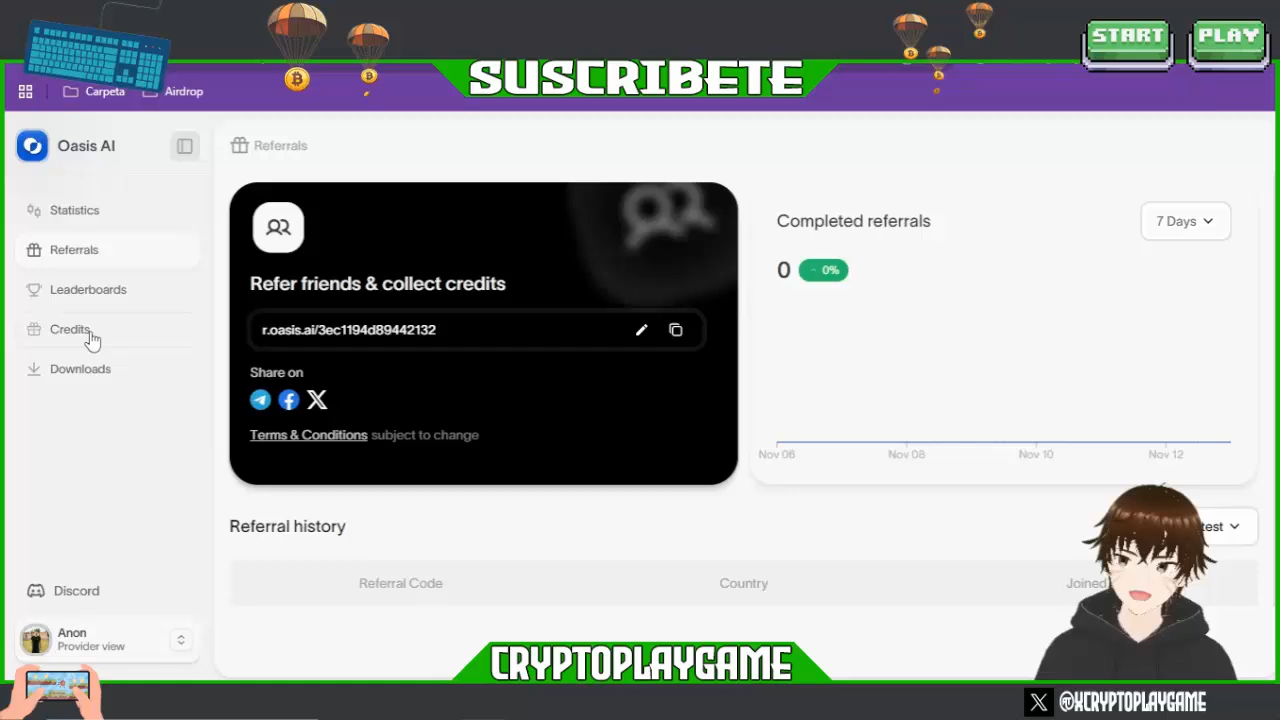 START
PLAY
SUSCRIBETE
Carpeta
Airdrop
Oasis AI
Referrals
Statistics
Referrals
Leaderboards
Credits
Downloads
Refer friends & collect credits
r.oasis.ai/3ec1194d89442132
Share on
Terms & Conditions subject to change
Completed referrals
7 Days
0
0%
Nov 06
Nov 08
Nov 10
Nov 12
Referral history
Referral Code
Country
Joined
Discord
Anon
Provider view
CRYPTOPLAYGAME
@XCRYPTOPLAYGAME